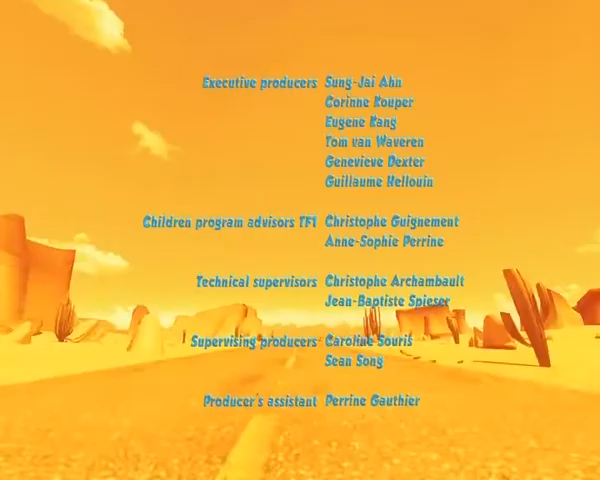 Executive producers Sung-Jai Ahn
Corinne Kouper
Eugene Kang
Tom van Waveren
Genevieve Dexter
Guillaume Hellouin
Children program advisors TF1 Christophe Guignement
Anne-Sophie Perrine
Technical supervisors Christophe Archambault
Jean-Baptiste Spieser
Supervising producers Caroline Souris
Sean Song
Producer's assistant Perrine Gauthier